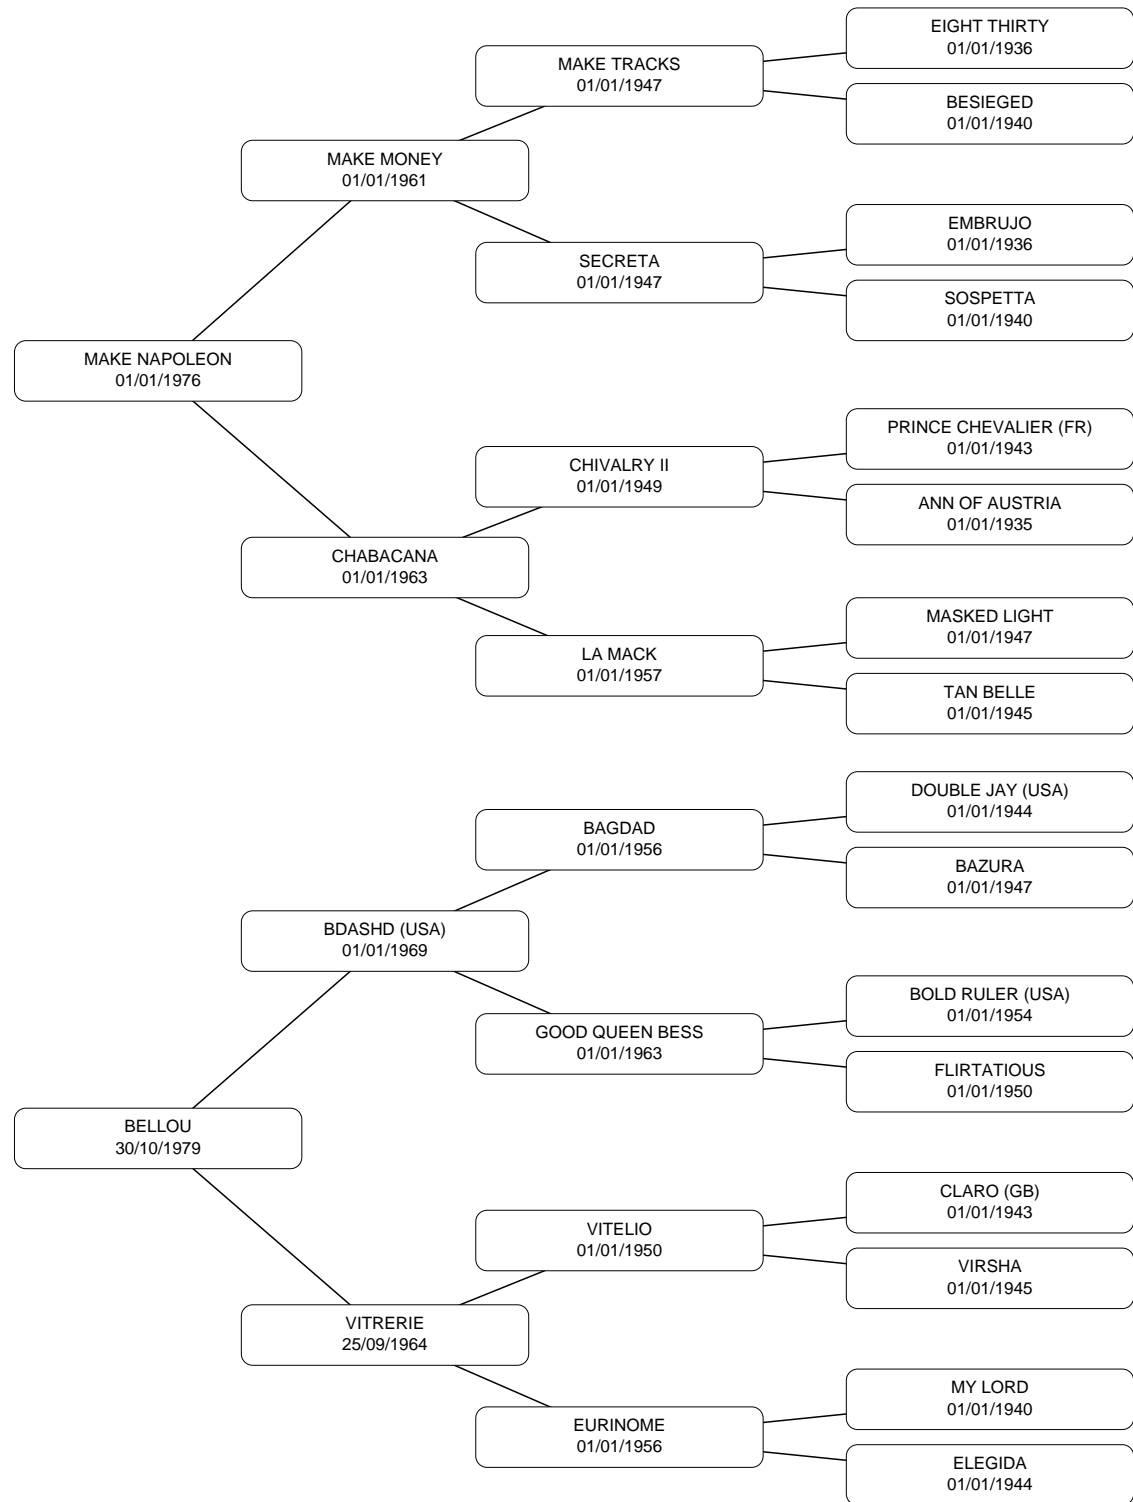 EIGHT THIRTY
01/01/1936
MAKE TRACKS
01/01/1947
BESIEGED
01/01/1940
MAKE MONEY
01/01/1961
EMBRUJO
01/01/1936
SECRETA
01/01/1947
SOSPETTA
01/01/1940
MAKE NAPOLEON
01/01/1976
PRINCE CHEVALIER (FR)
01/01/1943
CHIVALRY II
01/01/1949
ANN OF AUSTRIA
01/01/1935
CHABACANA
01/01/1963
MASKED LIGHT
01/01/1947
LA MACK
01/01/1957
TAN BELLE
01/01/1945
DOUBLE JAY (USA)
01/01/1944
BAGDAD
01/01/1956
BAZURA
01/01/1947
BDASHD (USA)
01/01/1969
BOLD RULER (USA)
01/01/1954
GOOD QUEEN BESS
01/01/1963
FLIRTATIOUS
01/01/1950
BELLOU
30/10/1979
CLARO (GB)
01/01/1943
VITELIO
01/01/1950
VIRSHA
01/01/1945
VITRERIE
25/09/1964
MY LORD
01/01/1940
EURINOME
01/01/1956
ELEGIDA
01/01/1944